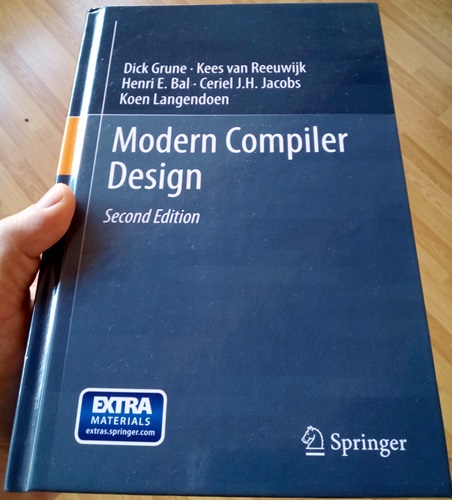 Dick Grune · Kees van Reeuwijk
Henri E. Bal · Ceriel J.H. Jacobs
Koen Langendoen
Modern Compiler
Design
Second Edition
EXTRA
MATERIALS
extras.springer.com
Springer